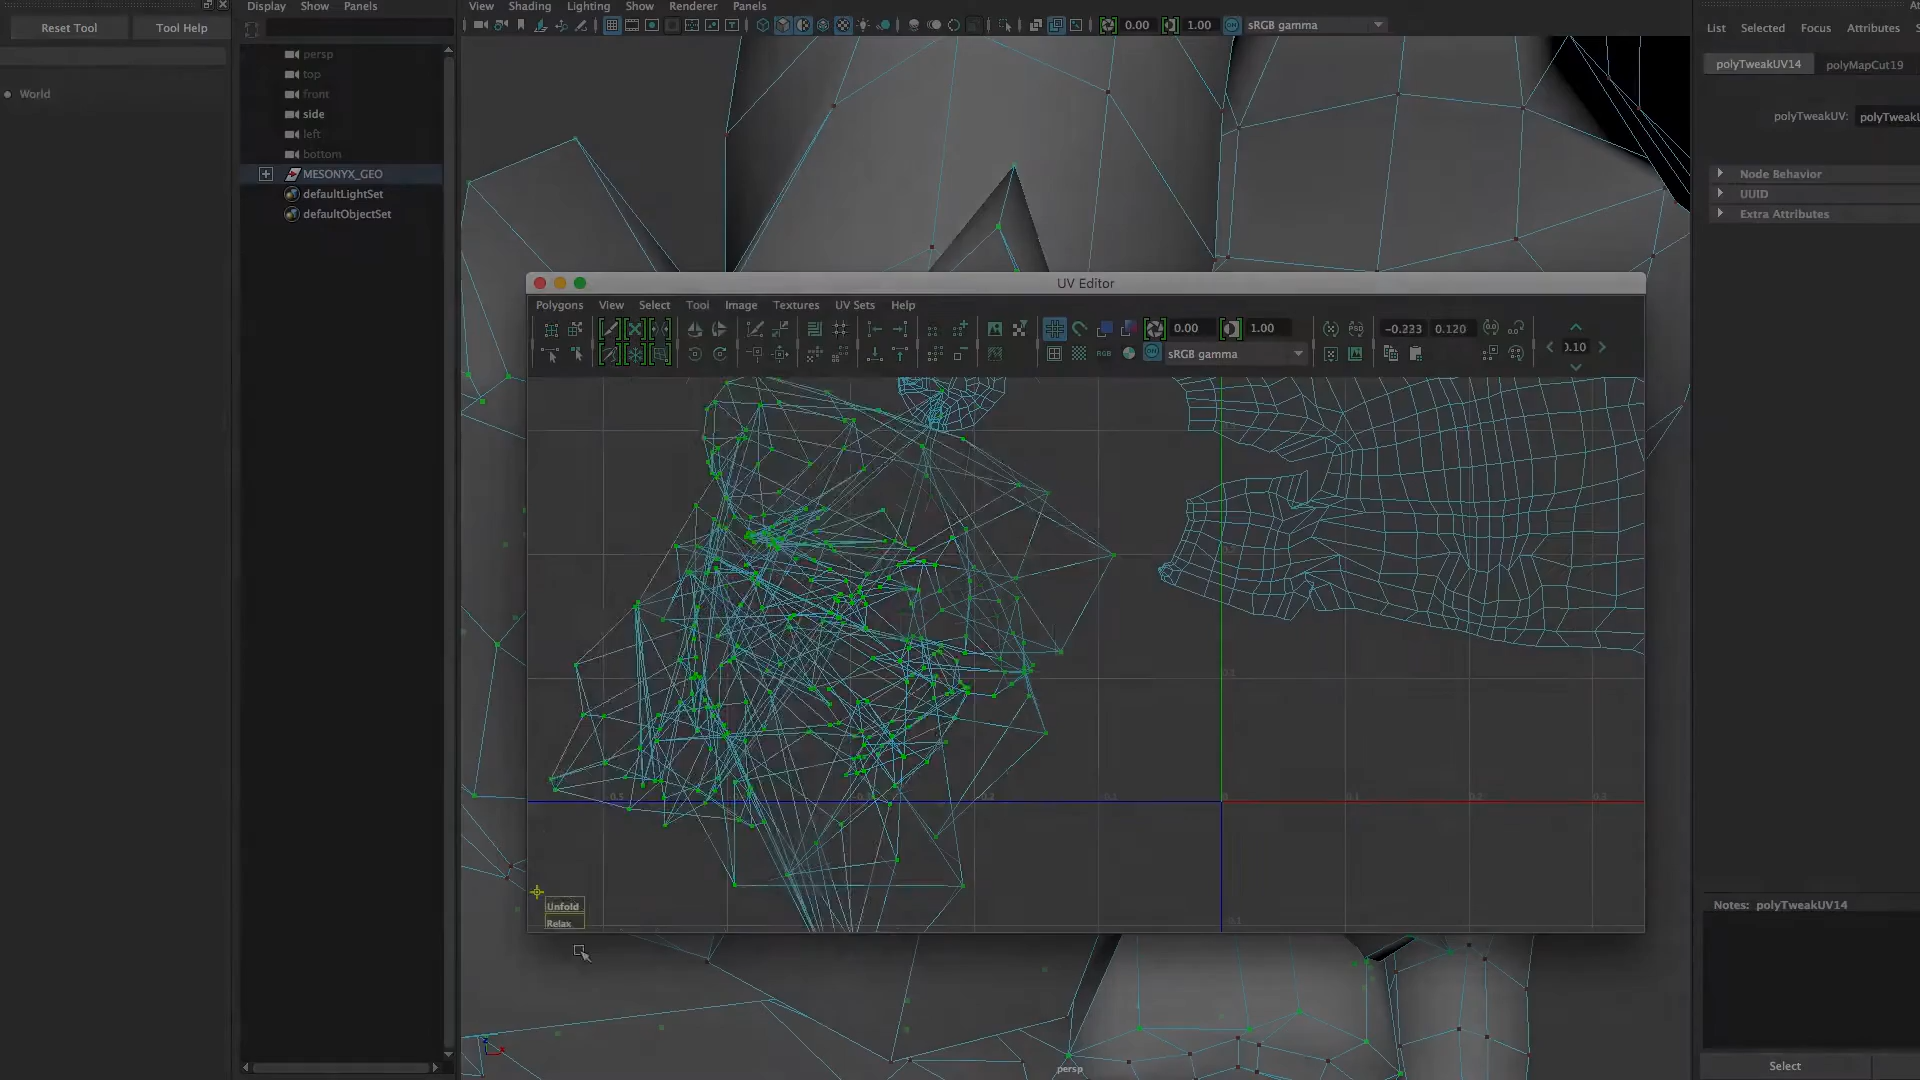 Reset Tool
Tool Help
World
Display Show Panels
persp
top
front
side
left
bottom
MESONYX_GEO
defaultLightSet
defaultObjectSet
View Shading Lighting Show Renderer Panels
0.00 1.00 sRGB gamma
UV Editor
Polygons View Select Tool Image Textures UV Sets Help
0.00 1.00 -0.233 0.120
RGB sRGB gamma
Unfold
Relax
persp
List Selected Focus Attributes
polyTweakUV14 polyMapCut19
polyTweakUV: polyTweakU
Node Behavior
UUID
Extra Attributes
Notes: polyTweakUV14
Select